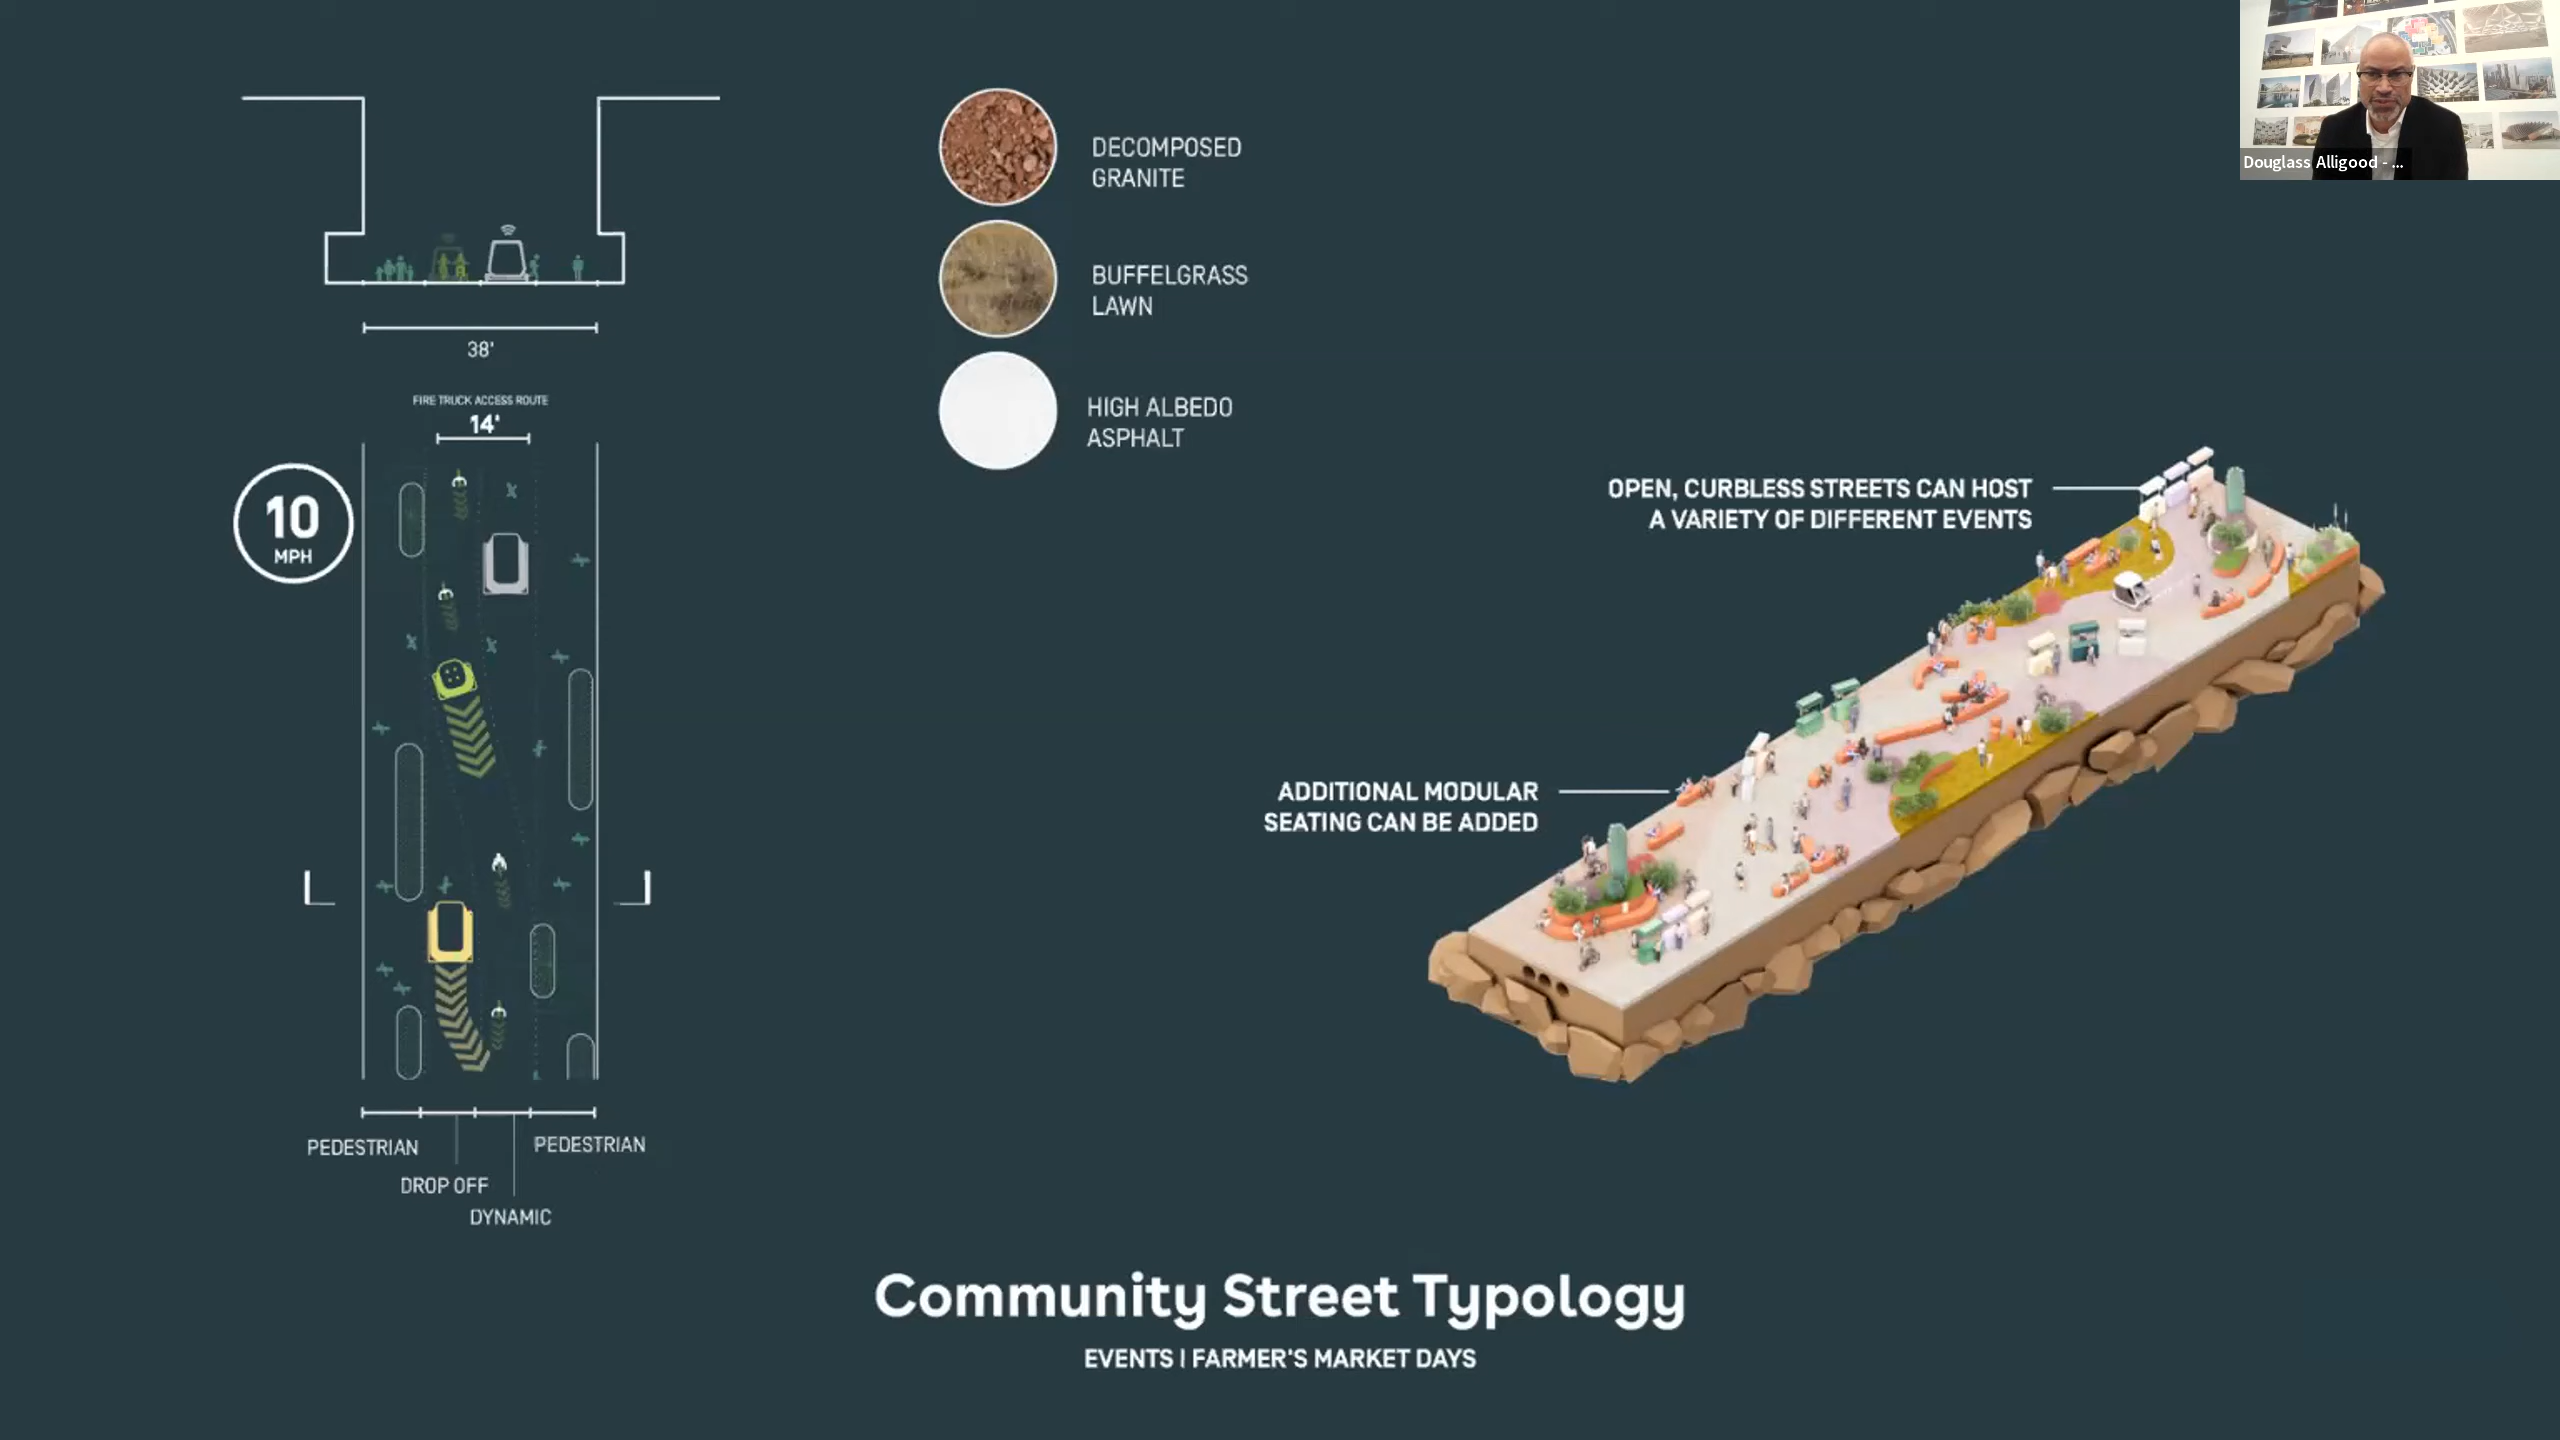 Douglass Alligood - ...
DECOMPOSED
GRANITE
BUFFELGRASS
LAWN
HIGH ALBEDO
ASPHALT
38'
FIRE TRUCK ACCESS ROUTE
14'
10
MPH
OPEN, CURBLESS STREETS CAN HOST
A VARIETY OF DIFFERENT EVENTS
ADDITIONAL MODULAR
SEATING CAN BE ADDED
PEDESTRIAN
PEDESTRIAN
DROP OFF
DYNAMIC
Community Street Typology
EVENTS | FARMER'S MARKET DAYS